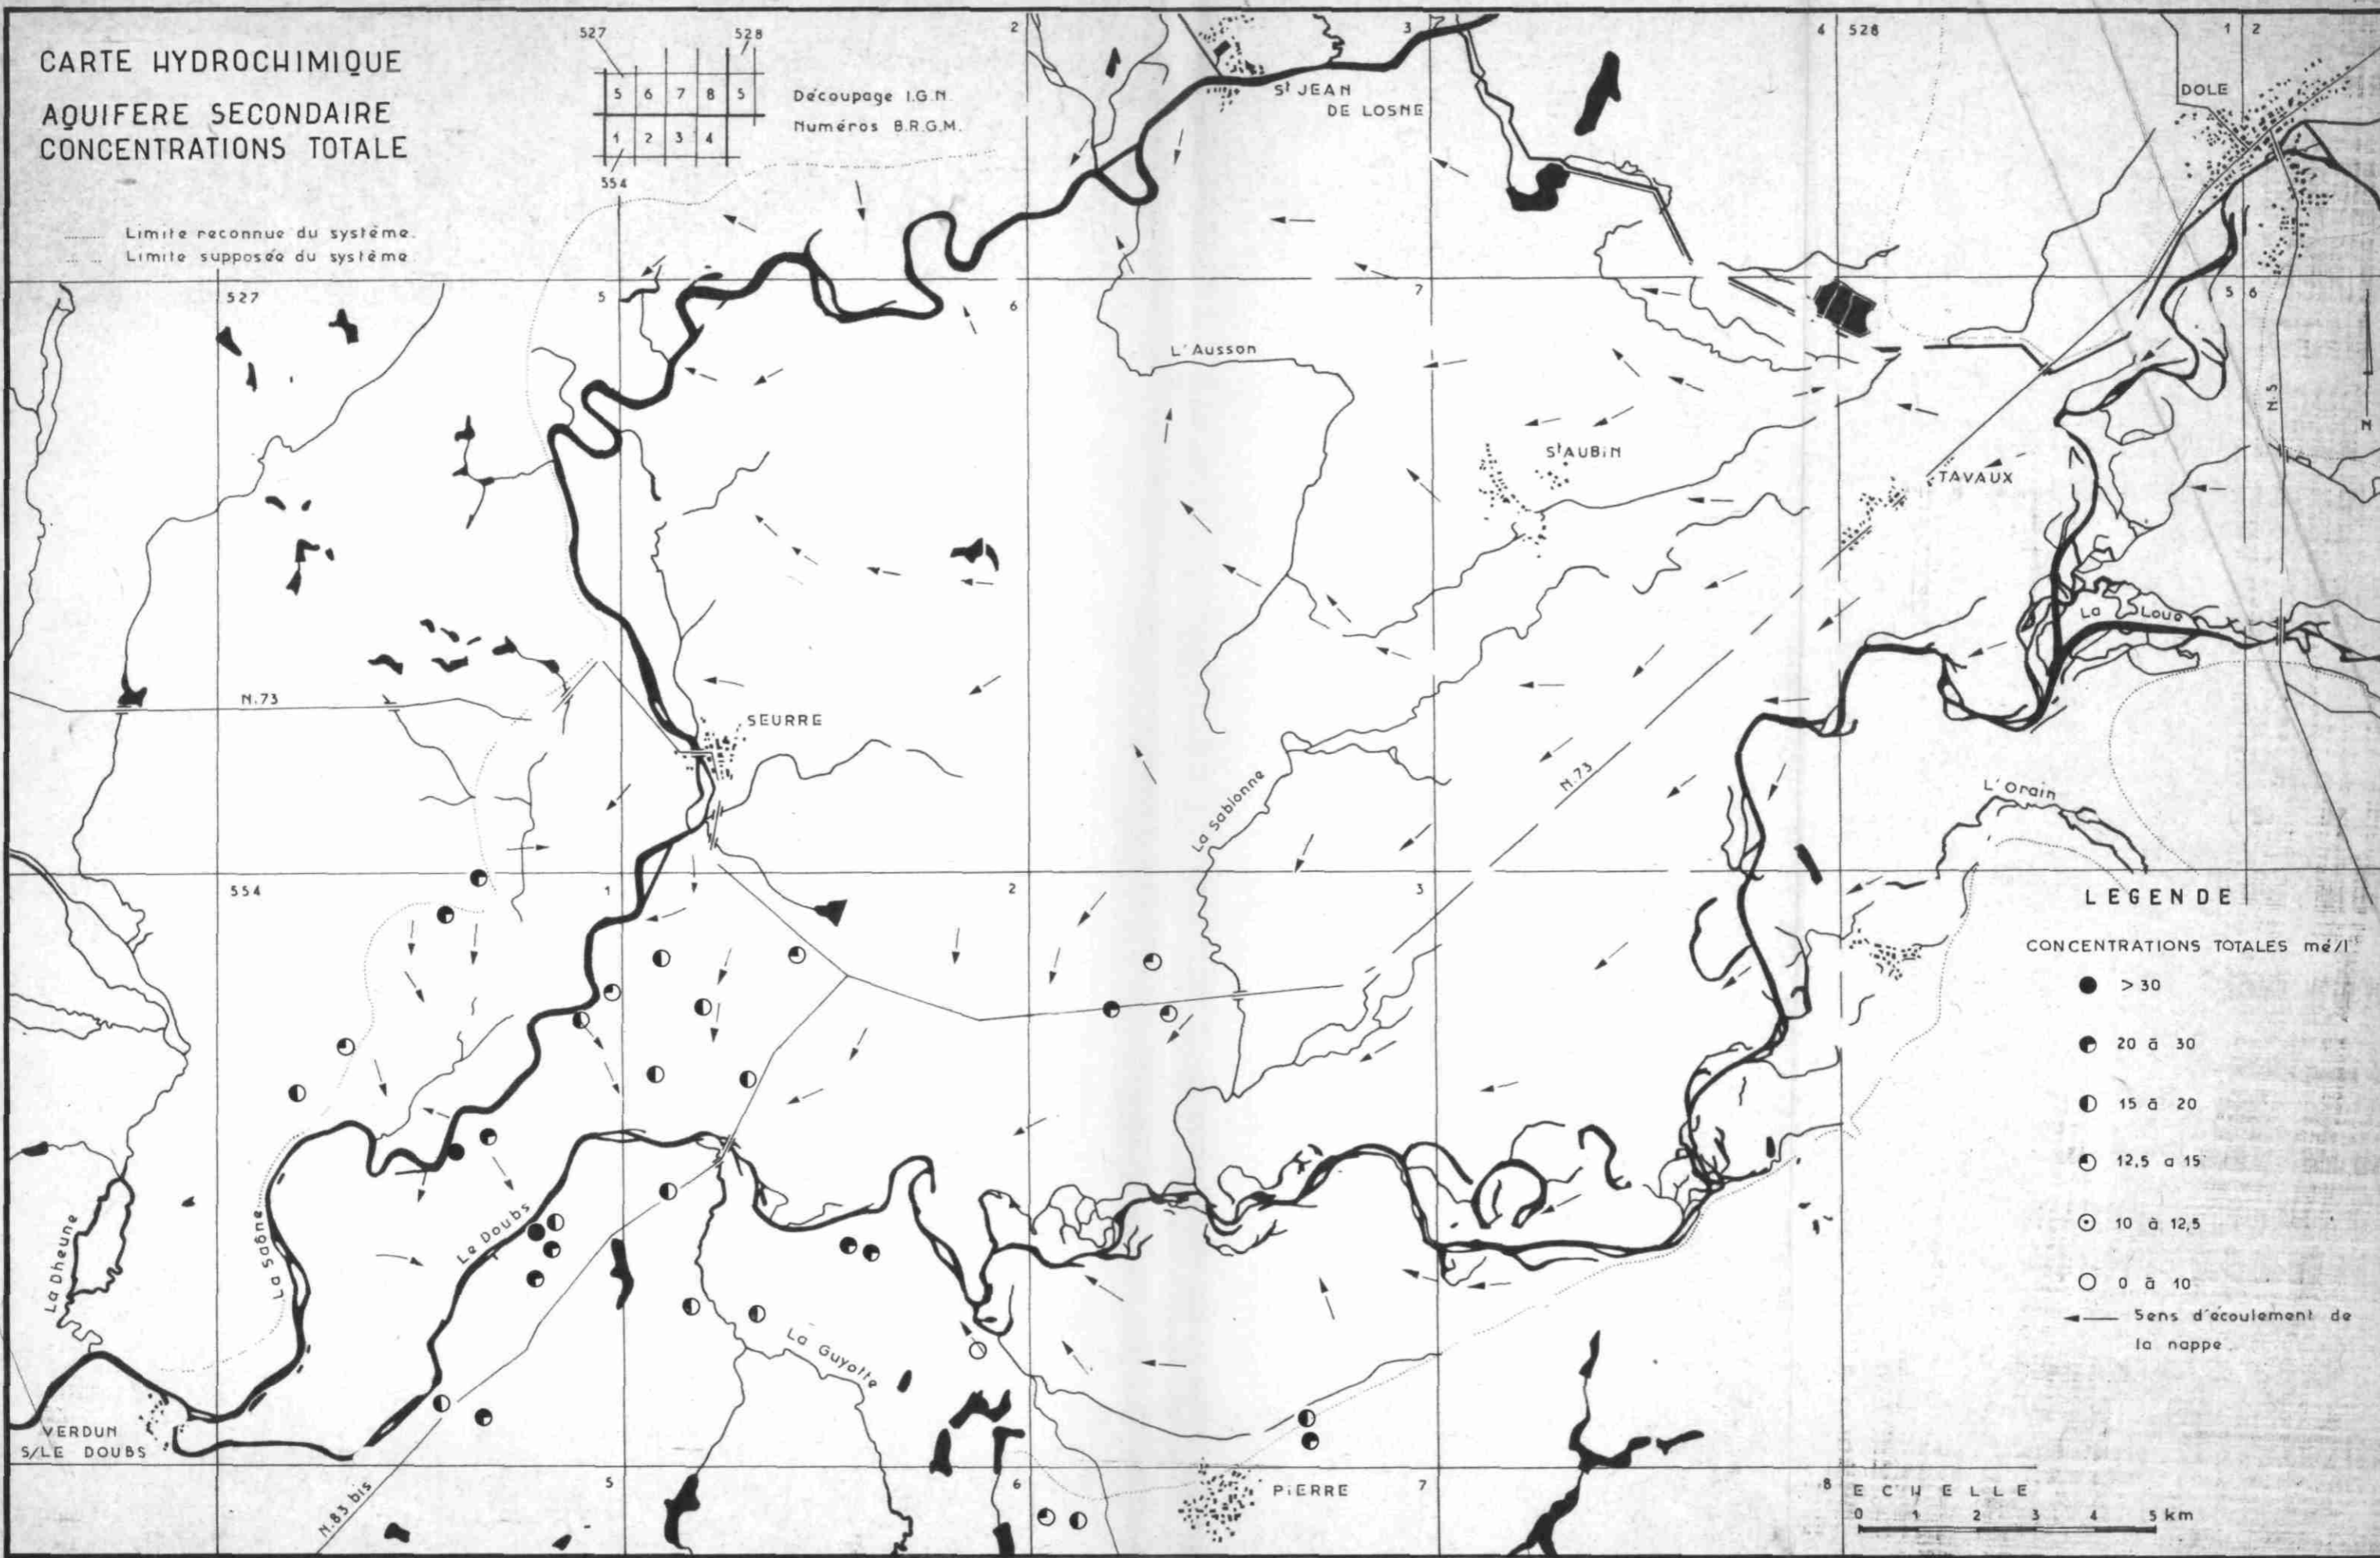 CARTE HYDROCHIMIQUE
AQUIFERE SECONDAIRE
CONCENTRATIONS TOTALE
Limite reconnue du système.
Limite supposée du système
527
528
5 6 7 8 5
1 2 3 4
554
Découpage I.G.N.
Numéros B.R.G.M.
2
3
4
528
1
2
St JEAN
DE LOSNE
DOLE
527
5
6
7
5
6
L'Ausson
N.5
N
St AUBIN
TAVAUX
La Loue
N.73
SEURRE
La Sablonne
N.73
L'Orain
554
1
2
3
LEGENDE
CONCENTRATIONS TOTALES mé/l
> 30
20 à 30
15 à 20
12,5 a 15
10 à 12,5
0 à 10
Sens d'écoulement de
la nappe.
La Dheune
La Saône
Le Doubs
La Guyotte
VERDUN
S/LE DOUBS
N.83 bis
5
6
PIERRE
7
8
ECHELLE
0 1 2 3 4 5 km